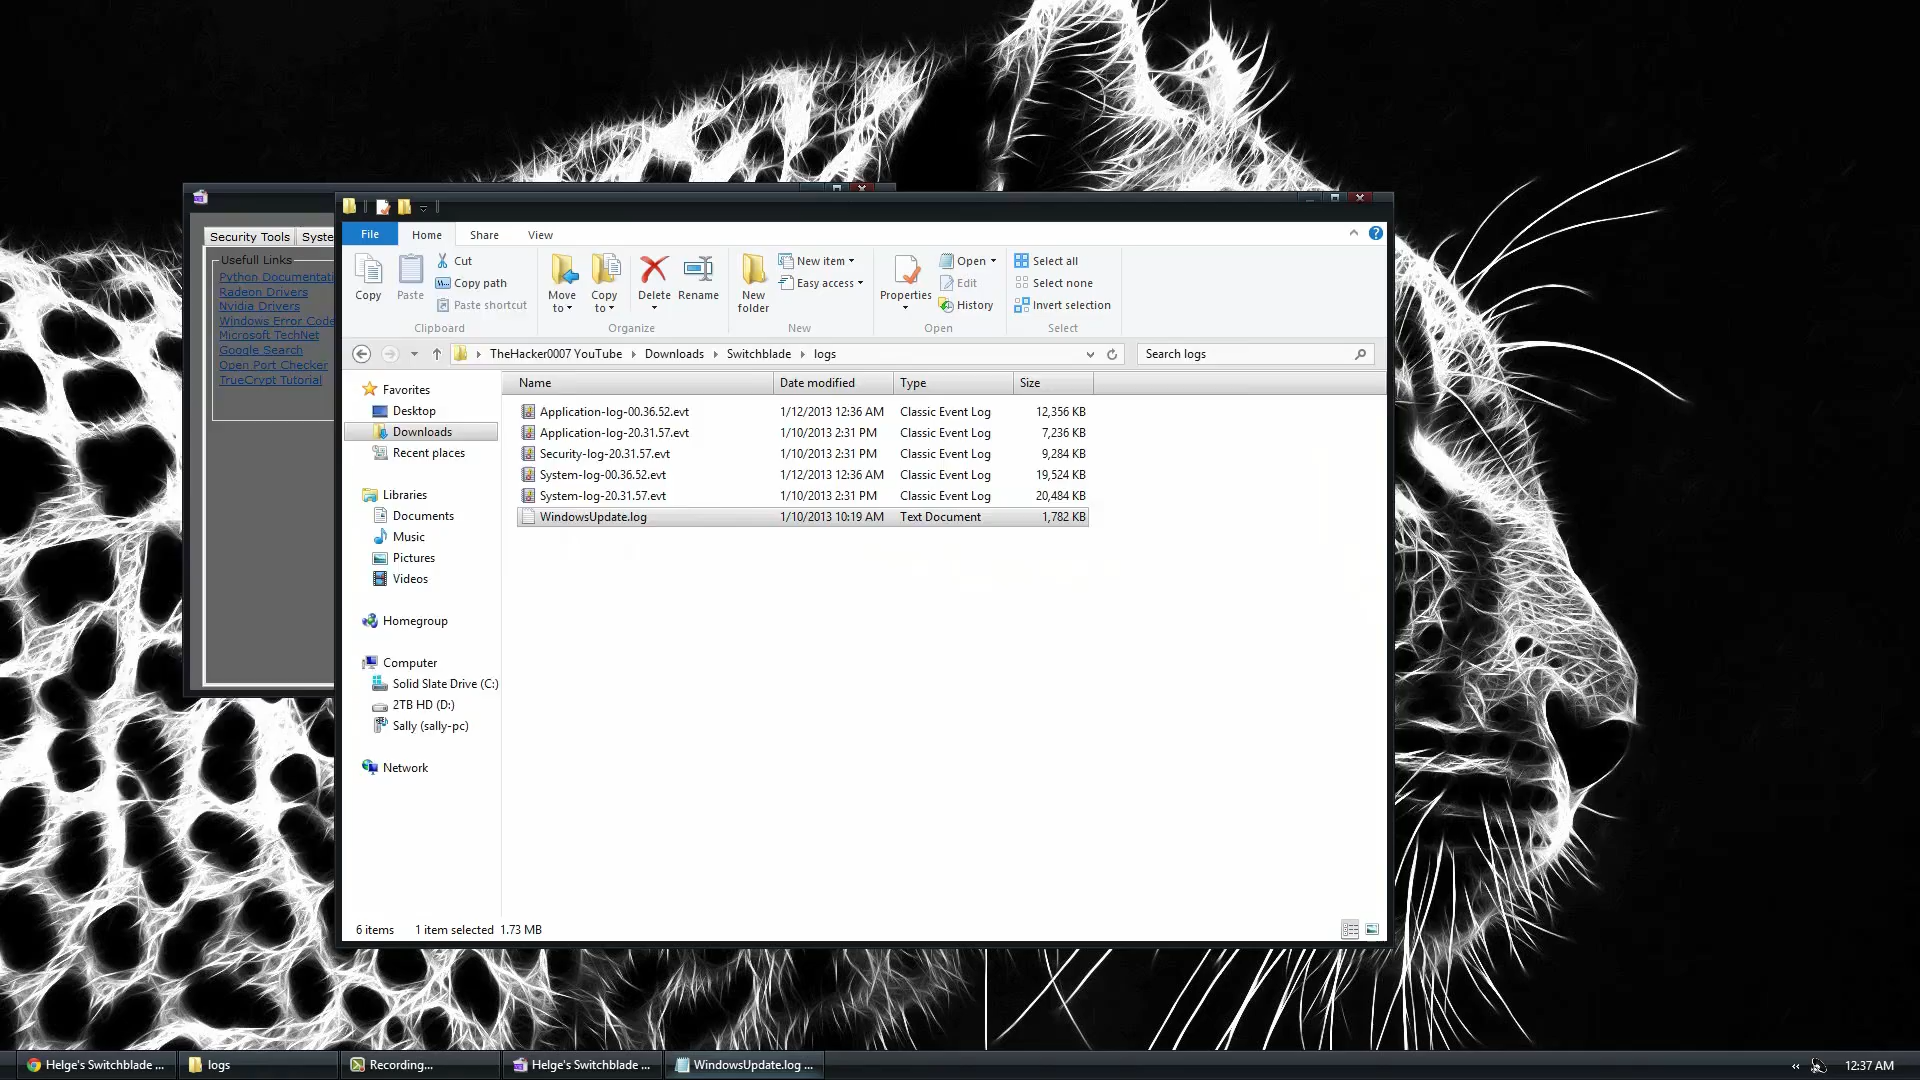 Security Tools Syste
Usefull Links
Python Documentati
Radeon Drivers
Nvidia Drivers
Windows Error Code
Microsoft TechNet
Google Search
Open Port Checker
TrueCrypt Tutorial
File Home Share View
Copy
Paste
Cut
Copy path
Paste shortcut
Clipboard
Move to
Copy to
Delete
Rename
Organize
New folder
New item
Easy access
New
Properties
Open
Edit
History
Open
Select all
Select none
Invert selection
Select
TheHacker0007 YouTube Downloads Switchblade logs
Search logs
Favorites
Desktop
Downloads
Recent places
Libraries
Documents
Music
Pictures
Videos
Homegroup
Computer
Solid Slate Drive (C:)
2TB HD (D:)
Sally (sally-pc)
Network
Name Date modified Type Size
Application-log-00.36.52.evt 1/12/2013 12:36 AM Classic Event Log 12,356 KB
Application-log-20.31.57.evt 1/10/2013 2:31 PM Classic Event Log 7,236 KB
Security-log-20.31.57.evt 1/10/2013 2:31 PM Classic Event Log 9,284 KB
System-log-00.36.52.evt 1/12/2013 12:36 AM Classic Event Log 19,524 KB
System-log-20.31.57.evt 1/10/2013 2:31 PM Classic Event Log 20,484 KB
WindowsUpdate.log 1/10/2013 10:19 AM Text Document 1,782 KB
6 items 1 item selected 1.73 MB
Helge's Switchblade ... logs Recording... Helge's Switchblade ... WindowsUpdate.log ... « 12:37 AM